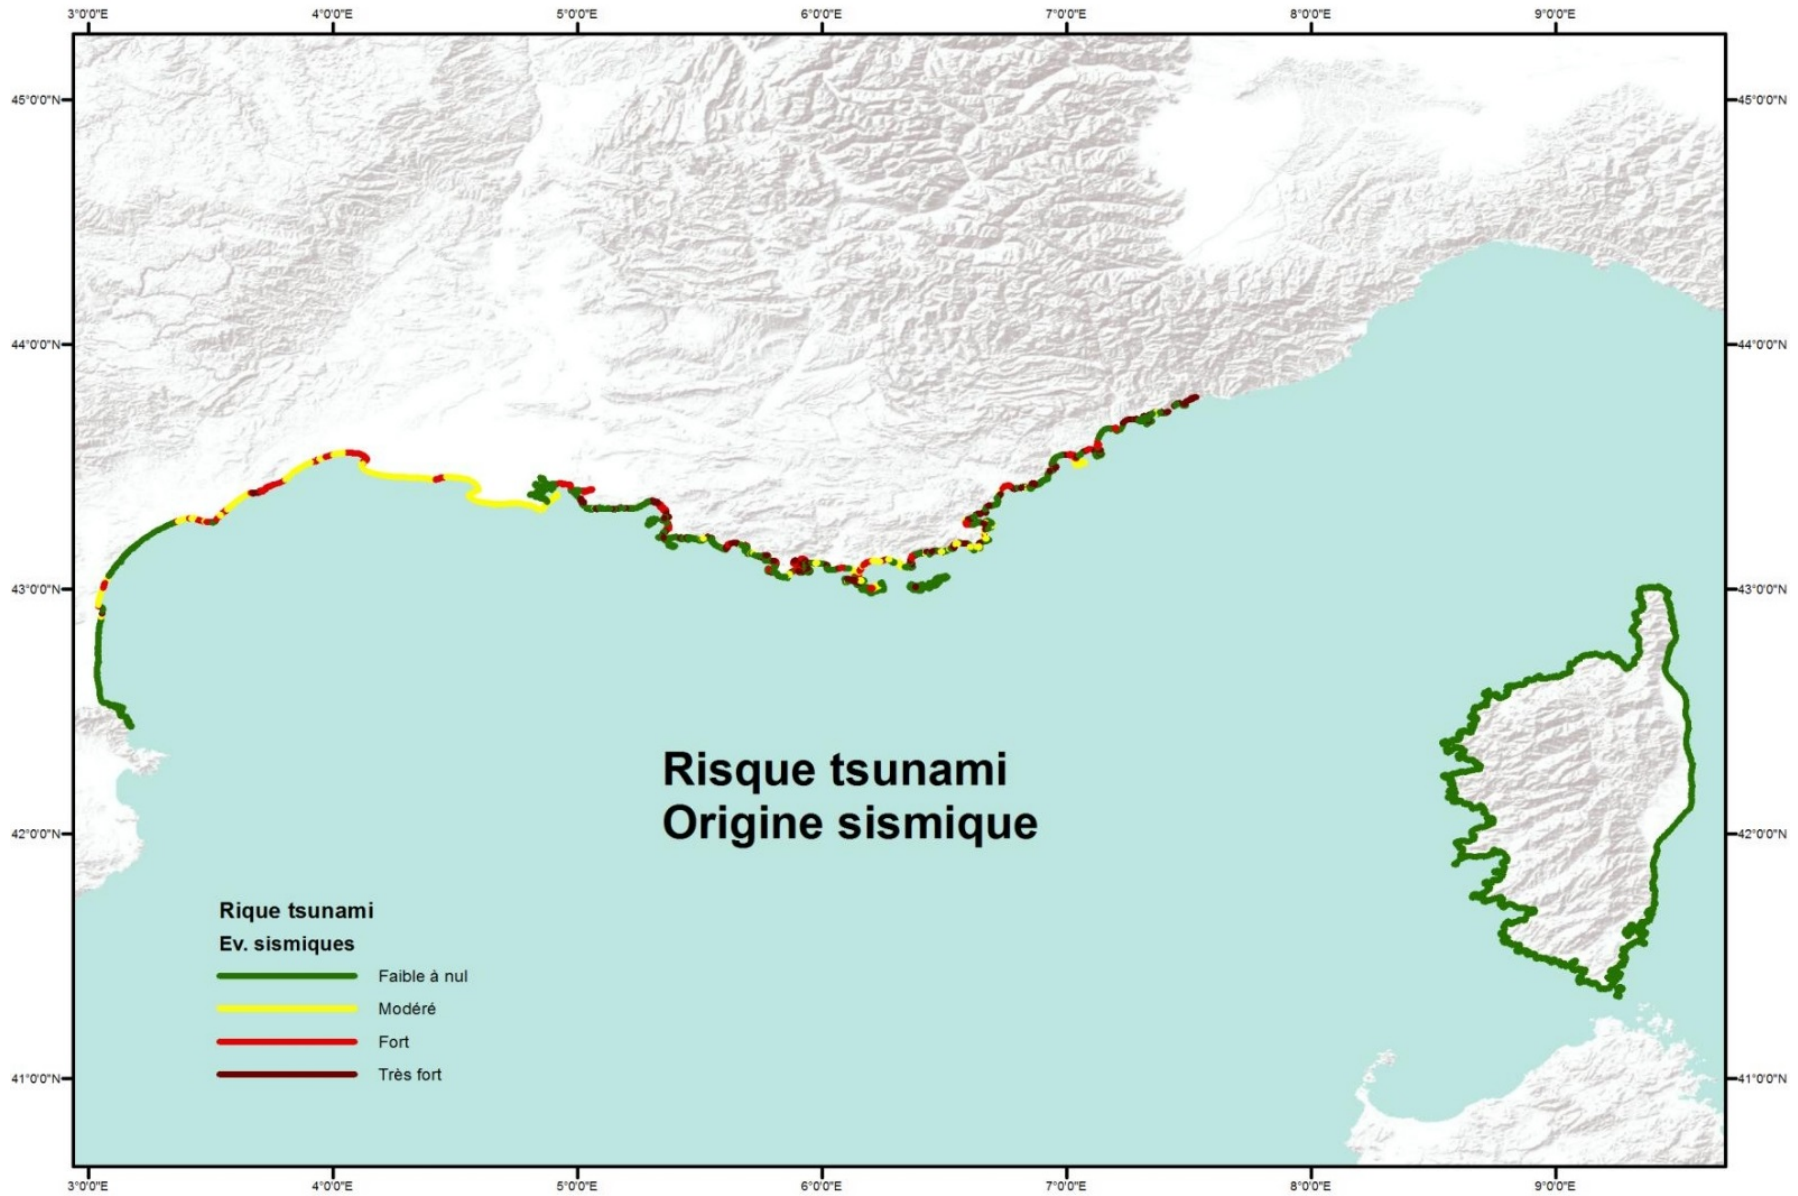 3°0'0"E 4°0'0"E 5°0'0"E 6°0'0"E 7°0'0"E 8°0'0"E 9°0'0"E
45°0'0"N 45°0'0"N
44°0'0"N 44°0'0"N
43°0'0"N 43°0'0"N
Risque tsunami
Origine sismique
42°0'0"N 42°0'0"N
Rique tsunami
Ev. sismiques
Faible à nul
Modéré
Fort
Très fort
41°0'0"N 41°0'0"N
3°0'0"E 4°0'0"E 5°0'0"E 6°0'0"E 7°0'0"E 8°0'0"E 9°0'0"E